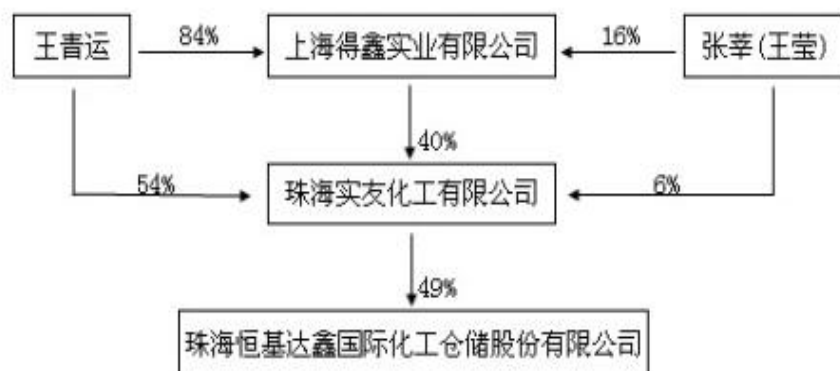 王青运
84%
上海得鑫实业有限公司
16%
张莘(王莹)
40%
54%
珠海实友化工有限公司
6%
49%
珠海恒基达鑫国际化工仓储股份有限公司